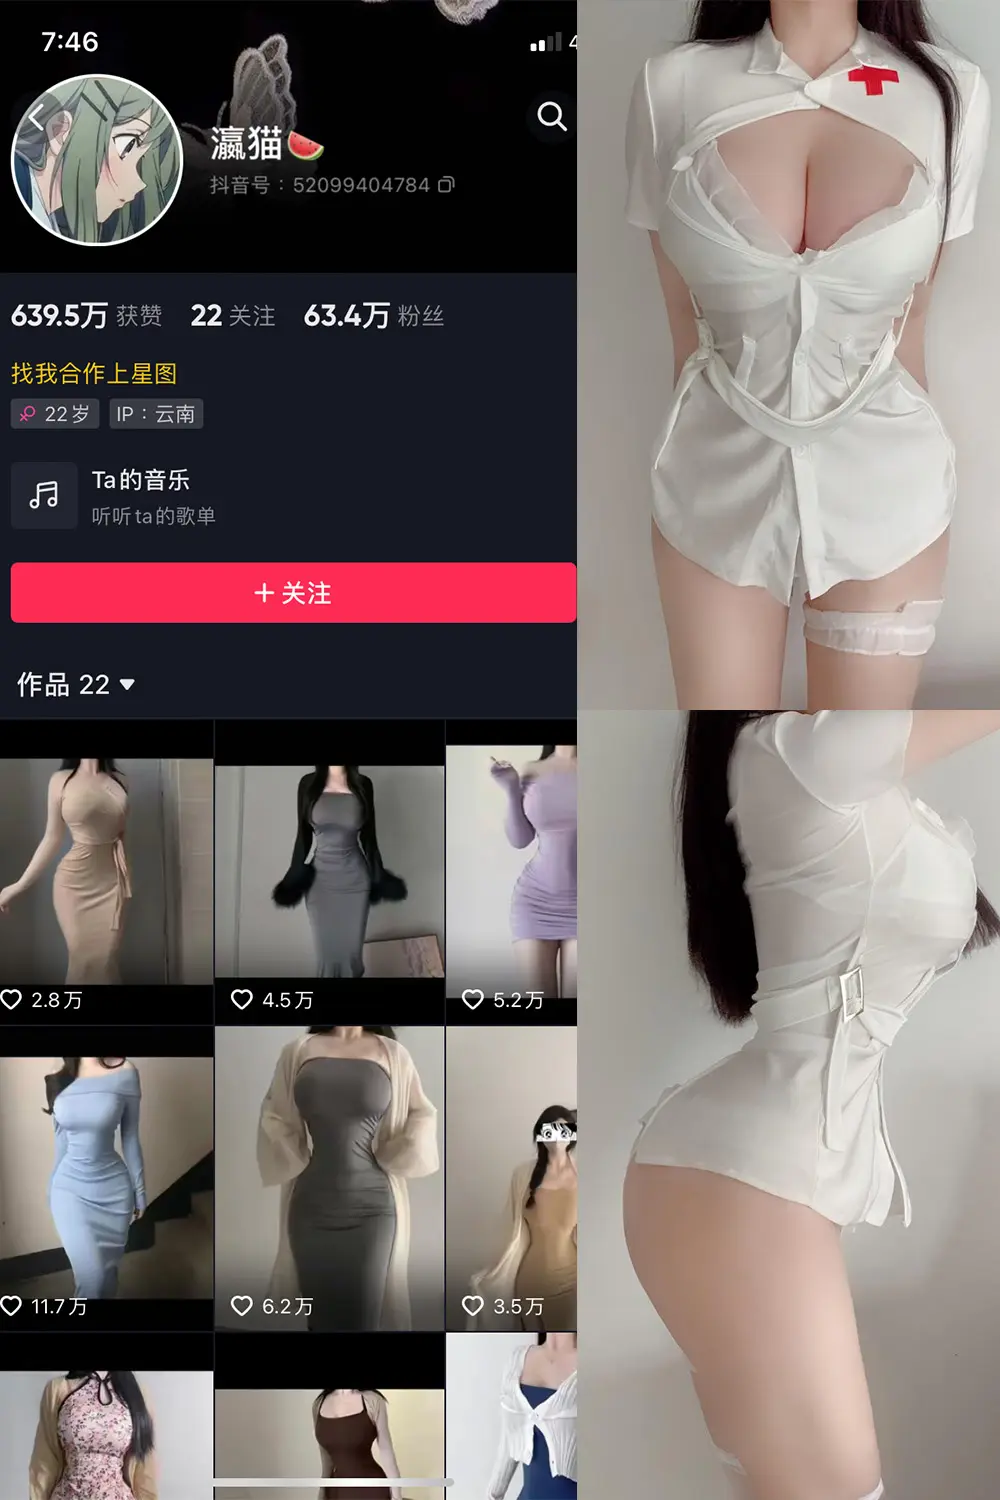 7:46
4
瀛猫🍉
抖音号：52099404784
639.5万 获赞 22 关注 63.4万 粉丝
找我合作上星图
22岁 IP：云南
Ta的音乐
听听ta的歌单
+ 关注
作品 22
2.8万 4.5万 5.2万
11.7万 6.2万 3.5万